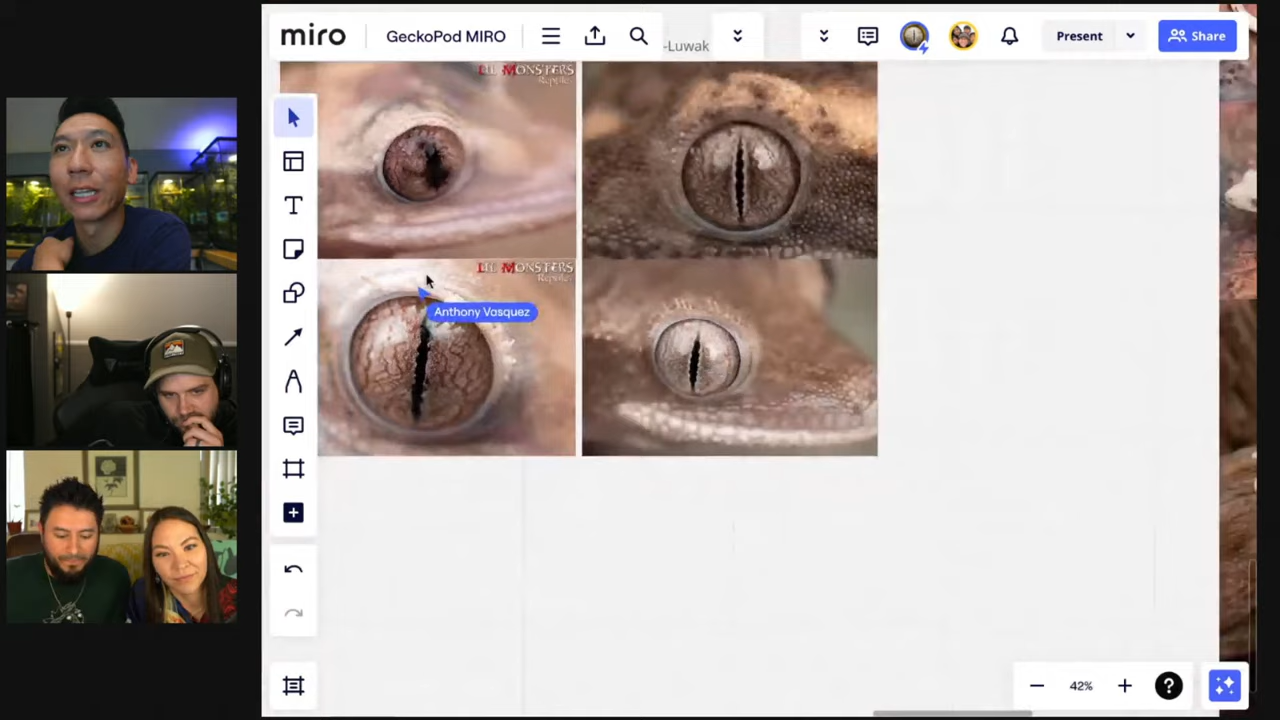 miro
GeckoPod MIRO
Present
Share
-Luwak
LIL MONSTERS
Reptiles
LIL MONSTERS
Reptiles
Anthony Vasquez
42%